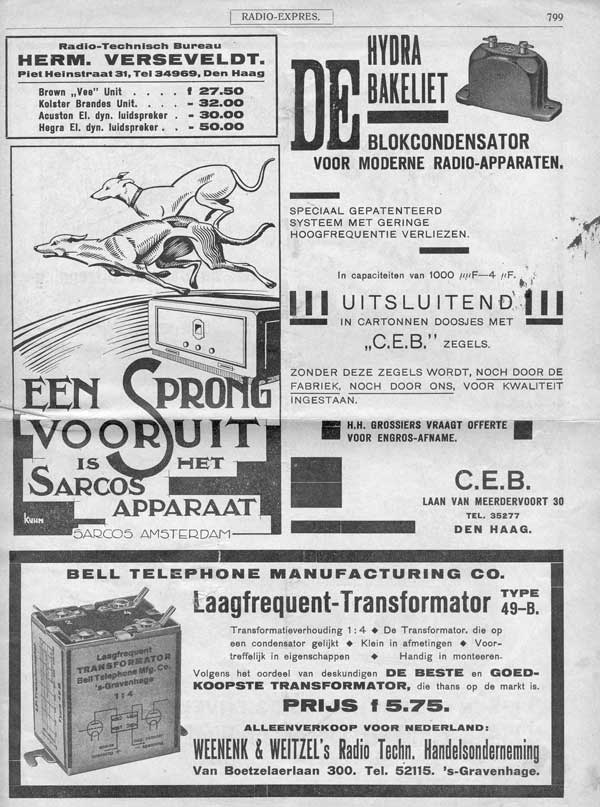 RADIO-EXPRES.
799
Radio-Technisch Bureau
HERM. VERSEVELDT.
Piet Heinstraat 31, Tel 34969, Den Haag
Brown „Vee" Unit . . . . f 27.50
Kolster Brandes Unit. . . . - 32.00
Acuston El. dyn. luidspreker . - 30.00
Hegra El. dyn. luidspreker . . - 50.00
EEN SPRONG
VOORUIT
IS HET
SARCOS
APPARAAT
KUHM
SARCOS AMSTERDAM
DE HYDRA
BAKELIET
BLOKCONDENSATOR
VOOR MODERNE RADIO-APPARATEN.
SPECIAAL GEPATENTEERD
SYSTEEM MET GERINGE
HOOGFREQUENTIE VERLIEZEN.
In capaciteiten van 1000 μμF—4 μF.
UITSLUITEND
IN CARTONNEN DOOSJES MET
„C.E.B." ZEGELS.
ZONDER DEZE ZEGELS WORDT, NOCH DOOR DE
FABRIEK, NOCH DOOR ONS, VOOR KWALITEIT
INGESTAAN.
H.H. GROSSIERS VRAAGT OFFERTE
VOOR ENGROS-AFNAME.
C.E.B.
LAAN VAN MEERDERVOORT 30
TEL. 35277
DEN HAAG.
BELL TELEPHONE MANUFACTURING CO.
Laagfrequent-Transformator TYPE
49-B.
Transformatieverhouding 1 : 4 ◆ De Transformator. die op
een condensator gelijkt ◆ Klein in afmetingen ◆ Voor-
treffelijk in eigenschappen ◆ Handig in monteeren.
Volgens het oordeel van deskundigen DE BESTE en GOED-
KOOPSTE TRANSFORMATOR, die thans op de markt is.
PRIJS f 5.75.
ALLEENVERKOOP VOOR NEDERLAND:
WEENENK & WEITZEL's Radio Techn. Handelsonderneming
Van Boetzelaerlaan 300. Tel. 52115. 's-Gravenhage.
Laagfrequent
TRANSFORMATOR
Bell Telephone Mfg. Co.
's-Gravenhage
1 : 4